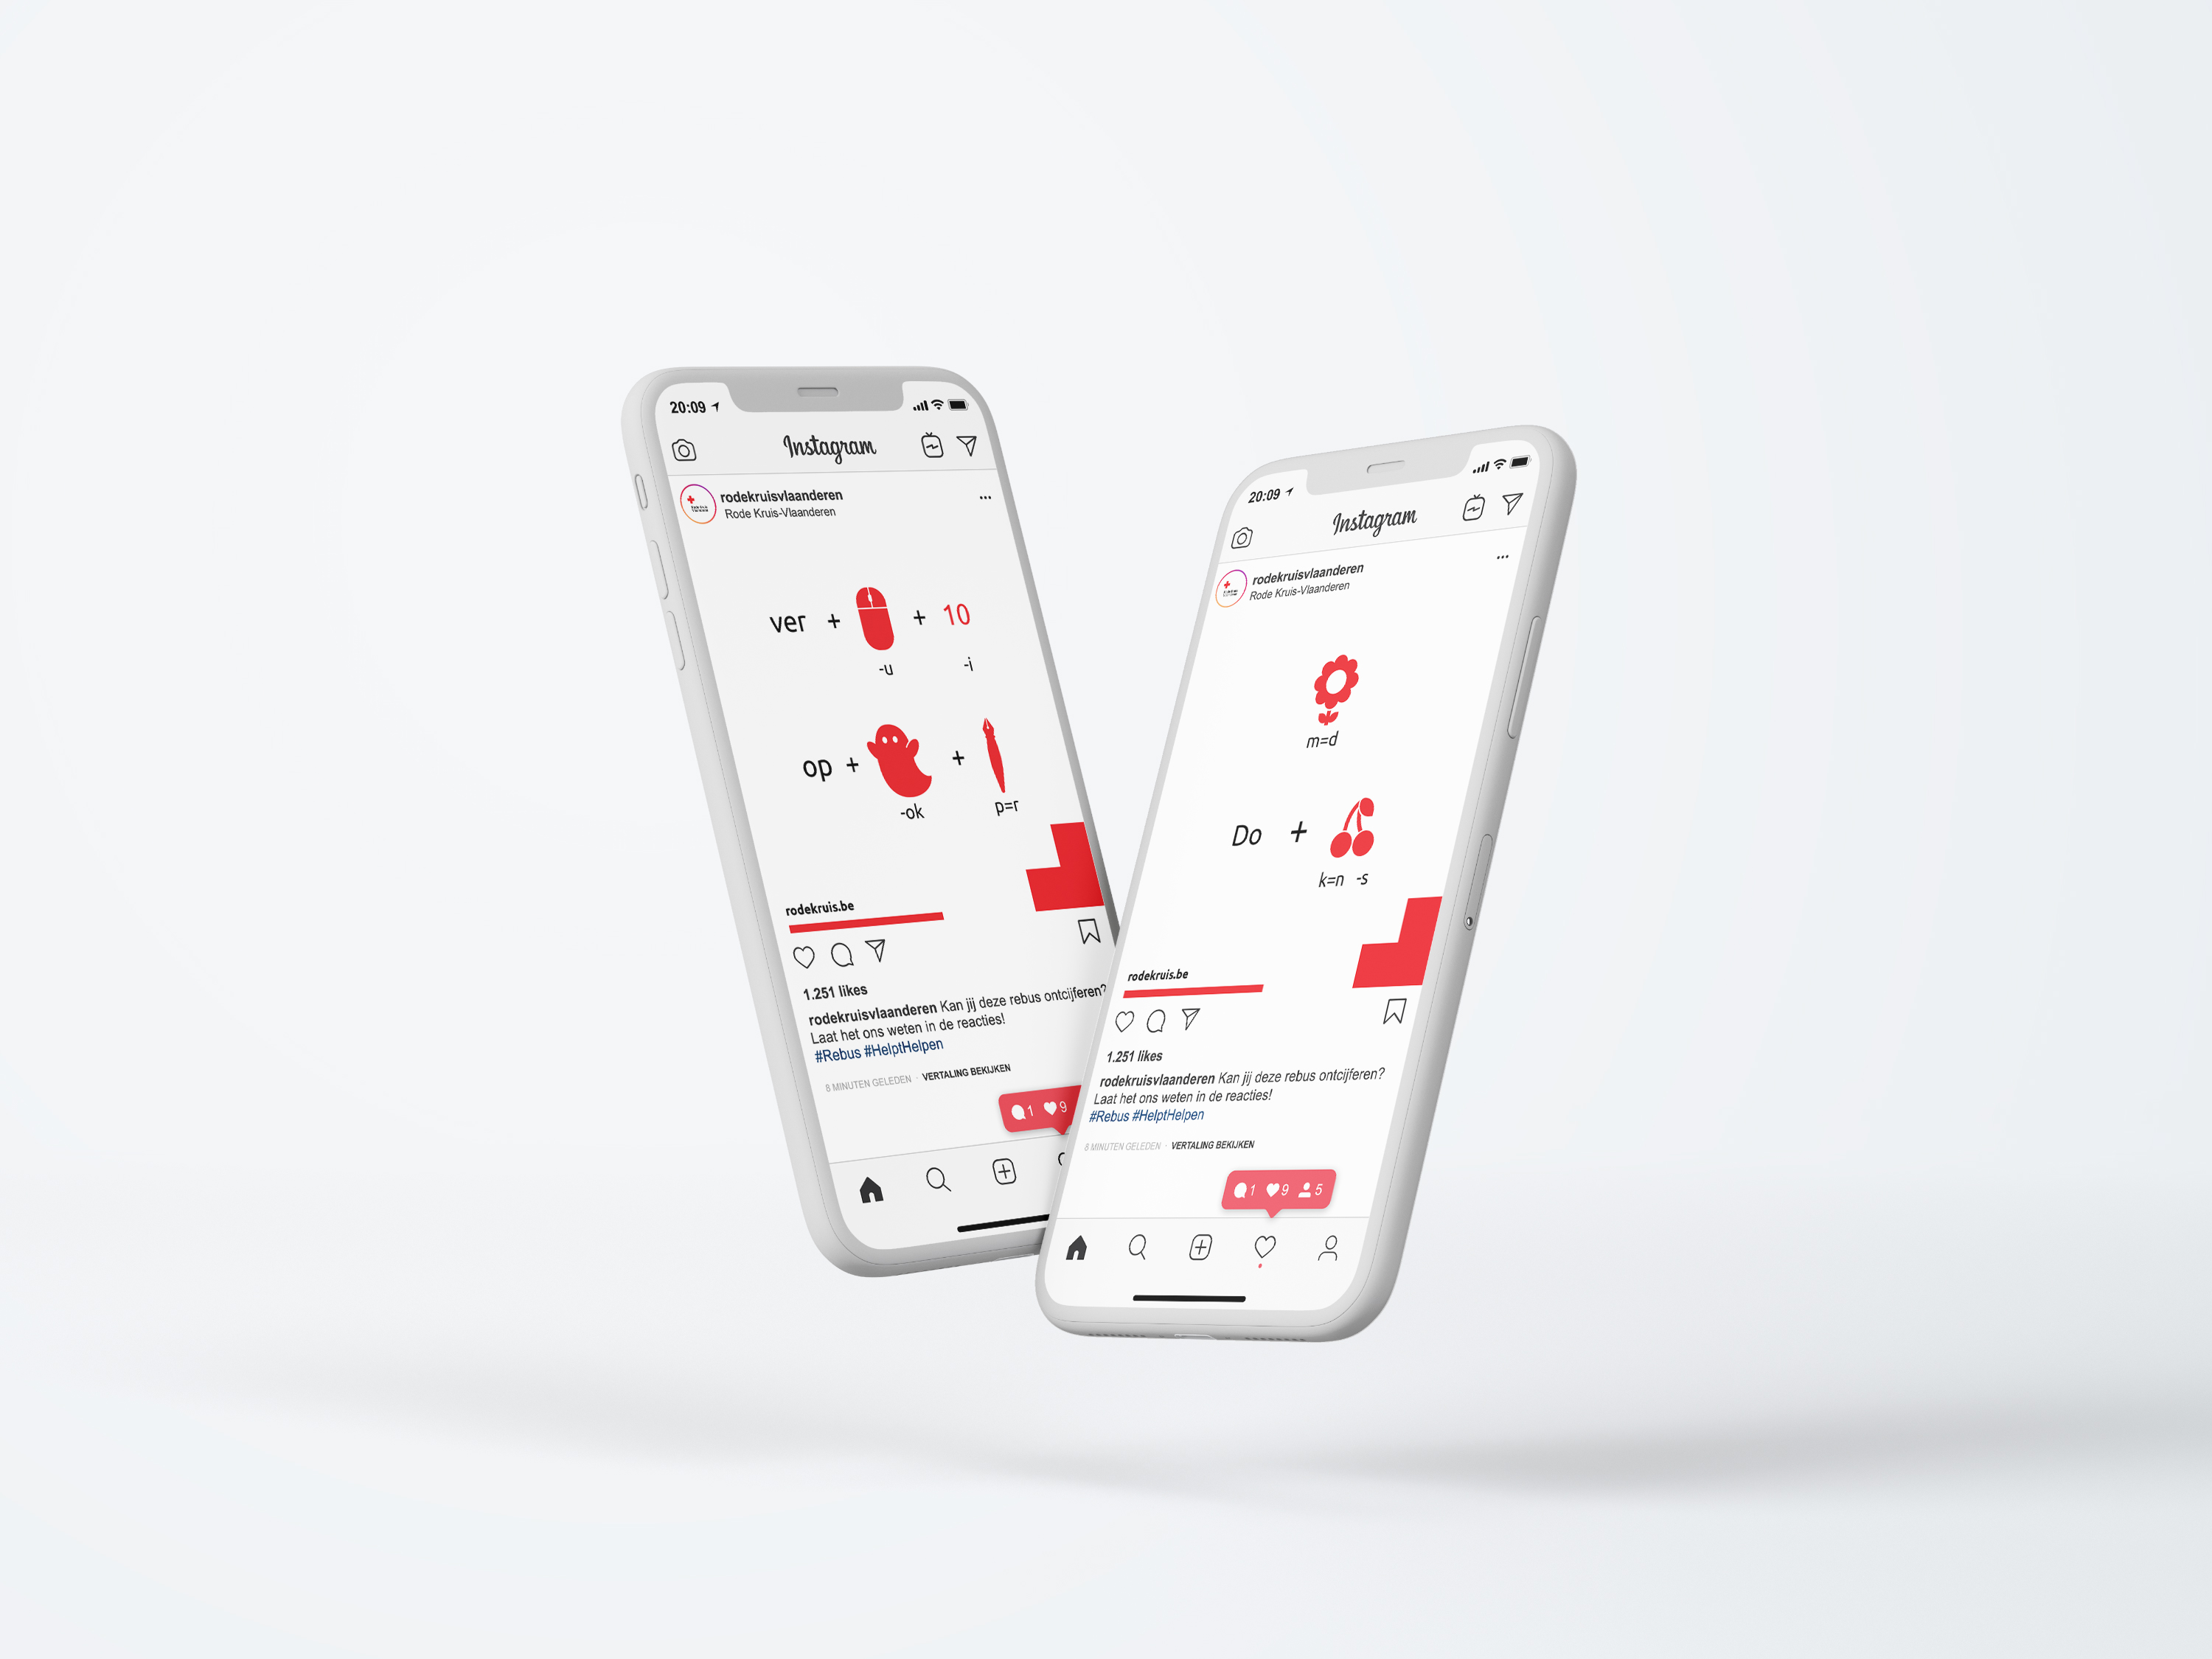 20:09
Instagram
rodekruisvlaanderen
Rode Kruis-Vlaanderen
ver + + 10
-u -i
op + +
-ok p=r
rodekruis.be
1.251 likes
rodekruisvlaanderen Kan jij deze rebus ontcijferen?
Laat het ons weten in de reacties!
#Rebus #HelptHelpen
8 MINUTEN GELEDEN · VERTALING BEKIJKEN
1 9
20:09
Instagram
rodekruisvlaanderen
Rode Kruis-Vlaanderen
m=d
Do +
k=n -s
rodekruis.be
1.251 likes
rodekruisvlaanderen Kan jij deze rebus ontcijferen?
Laat het ons weten in de reacties!
#Rebus #HelptHelpen
8 MINUTEN GELEDEN · VERTALING BEKIJKEN
1 9 5